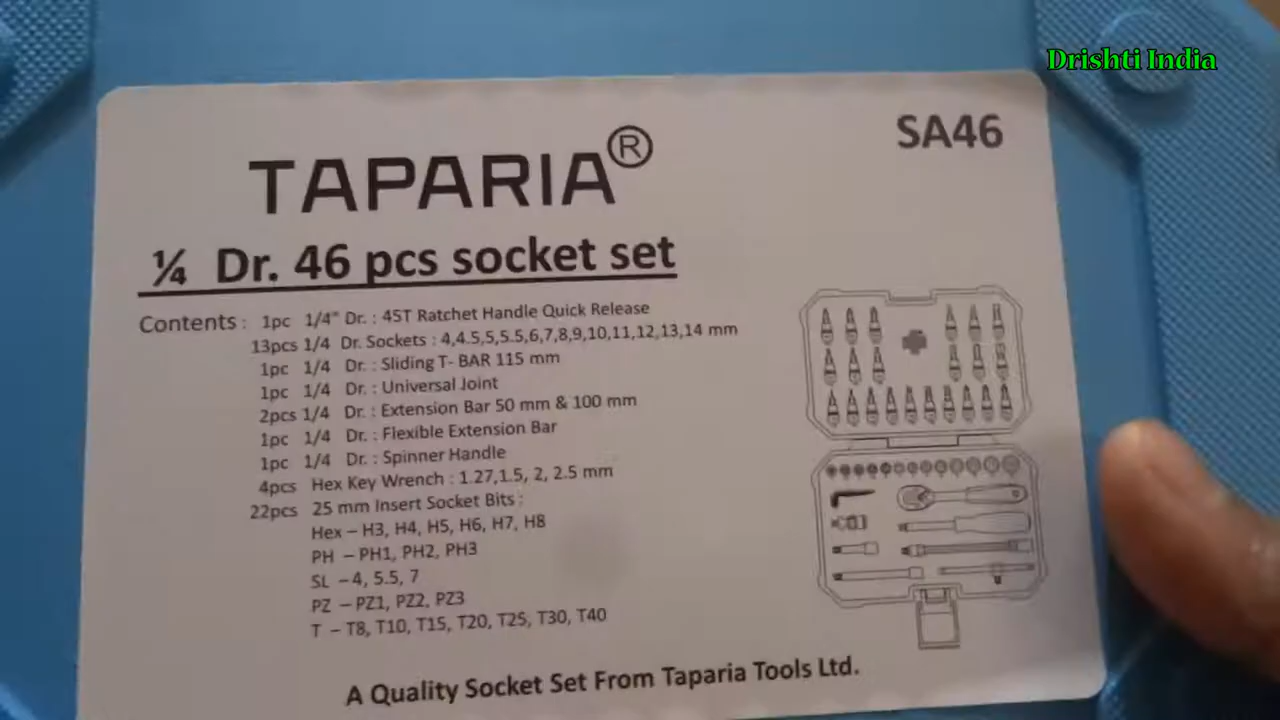 Drishti India
SA46
TAPARIA®
¼ Dr. 46 pcs socket set
Contents : 1pc 1/4" Dr. : 45T Ratchet Handle Quick Release
13pcs 1/4 Dr. Sockets : 4,4.5,5,5.5,6,7,8,9,10,11,12,13,14 mm
1pc 1/4 Dr. : Sliding T- BAR 115 mm
1pc 1/4 Dr. : Universal Joint
2pcs 1/4 Dr. : Extension Bar 50 mm & 100 mm
1pc 1/4 Dr. : Flexible Extension Bar
1pc 1/4 Dr. : Spinner Handle
4pcs Hex Key Wrench : 1.27,1.5, 2, 2.5 mm
22pcs 25 mm Insert Socket Bits :
Hex – H3, H4, H5, H6, H7, H8
PH – PH1, PH2, PH3
SL – 4, 5.5, 7
PZ – PZ1, PZ2, PZ3
T – T8, T10, T15, T20, T25, T30, T40
A Quality Socket Set From Taparia Tools Ltd.